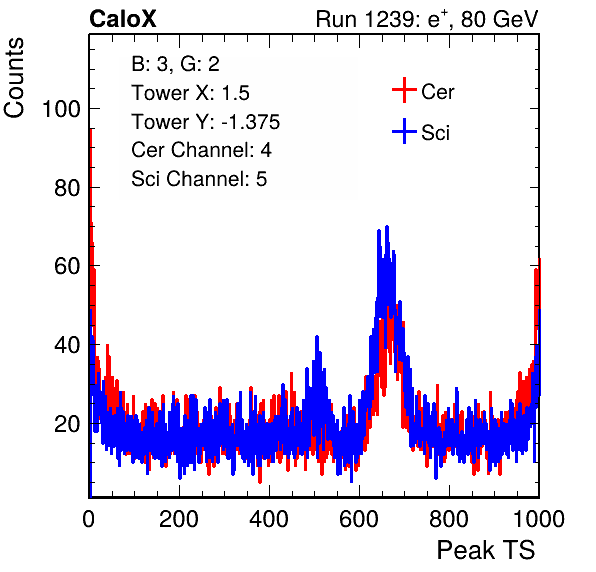 CaloX Run 1239: e⁺, 80 GeV
Counts
B: 3, G: 2
Tower X: 1.5
Tower Y: -1.375
Cer Channel: 4
Sci Channel: 5
Cer
Sci
100
80
60
40
20
0 200 400 600 800 1000
Peak TS